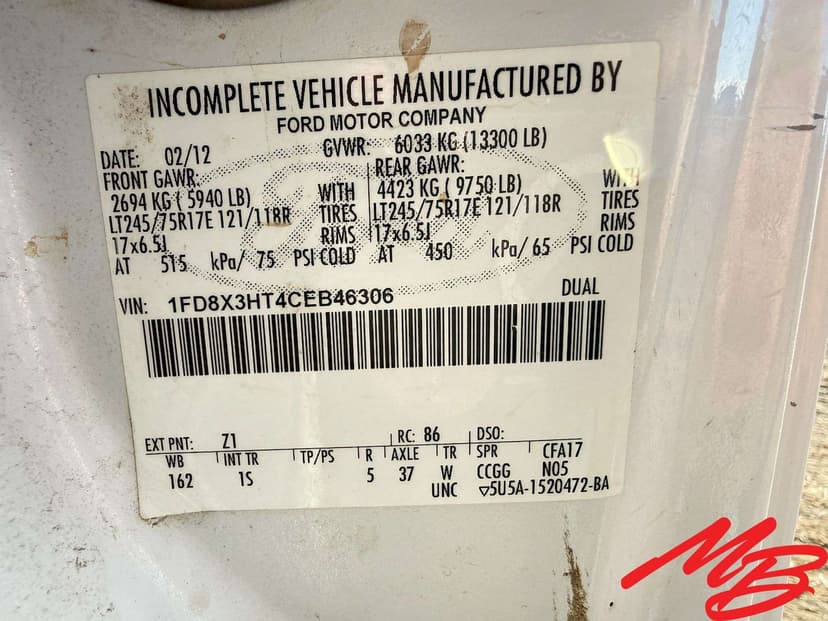 INCOMPLETE VEHICLE MANUFACTURED BY
FORD MOTOR COMPANY
DATE: 02/12 GVWR: 6033 KG (13300 LB)
FRONT GAWR: REAR GAWR:
2694 KG (5940 LB) WITH 4423 KG (9750 LB) WITH
LT245/75R17E 121/118R TIRES LT245/75R17E 121/118R TIRES
17x6.5J RIMS 17x6.5J RIMS
AT 515 kPa/ 75 PSI COLD AT 450 kPa/ 65 PSI COLD
VIN: 1FD8X3HT4CEB46306 DUAL
EXT PNT: Z1 RC: 86 DSO:
WB INT TR TP/PS R AXLE TR SPR CFA17
162 1S 5 37 W CCGG N05
UNC ▽5U5A-1520472-BA
MB